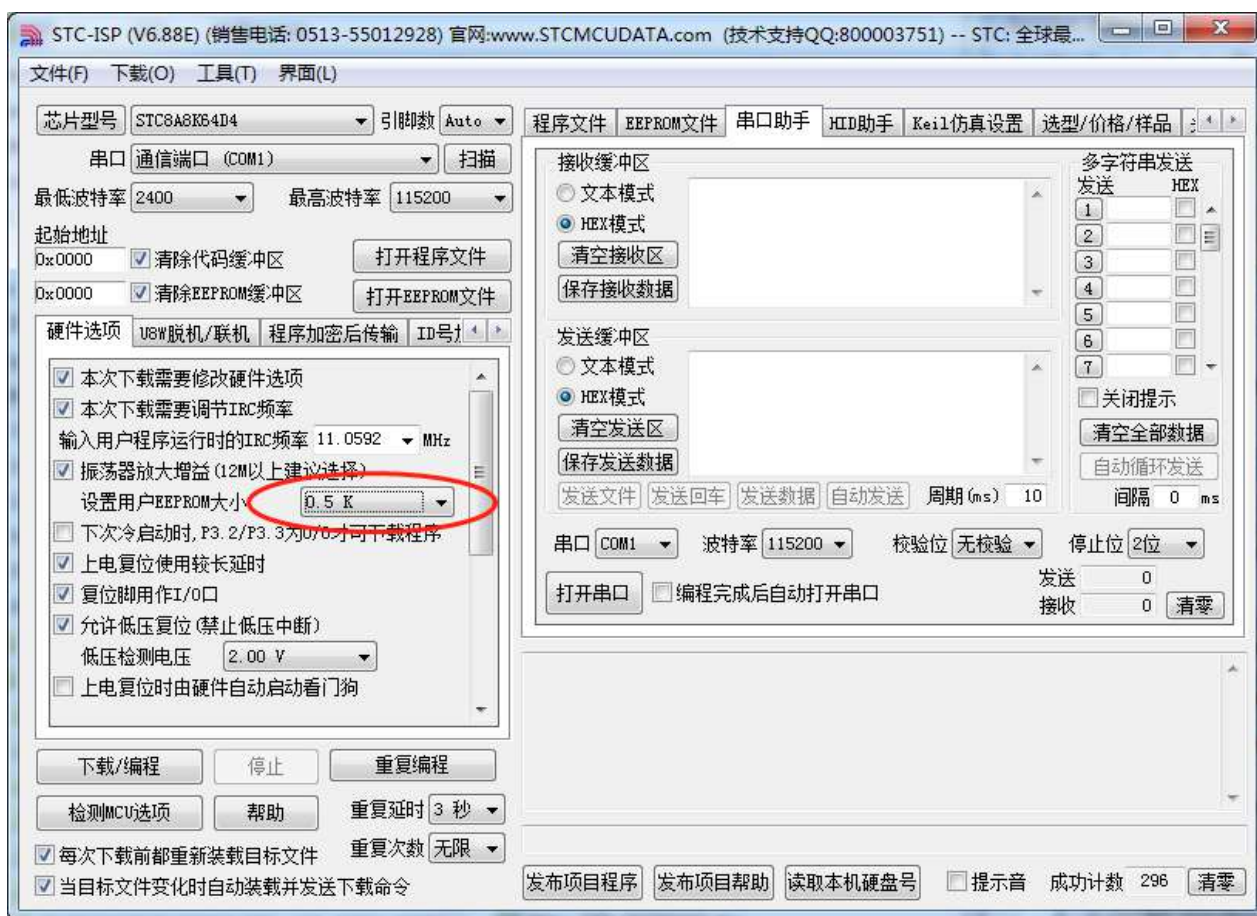 STC-ISP (V6.88E) (销售电话: 0513-55012928) 官网:www.STCMCUDATA.com (技术支持QQ:800003751) -- STC: 全球最...
文件(F) 下载(O) 工具(T) 界面(L)
芯片型号 STC8A8K64D4 引脚数 Auto
串口 通信端口 (COM1) 扫描
最低波特率 2400 最高波特率 115200
起始地址
0x0000 清除代码缓冲区 打开程序文件
0x0000 清除EEPROM缓冲区 打开EEPROM文件
硬件选项 U8W脱机/联机 程序加密后传输 ID号
本次下载需要修改硬件选项
本次下载需要调节IRC频率
输入用户程序运行时的IRC频率 11.0592 MHz
振荡器放大增益(12M以上建议选择)
设置用户EEPROM大小 0.5 K
下次冷启动时,P3.2/P3.3为0/0才可下载程序
上电复位使用较长延时
复位脚用作I/O口
允许低压复位(禁止低压中断)
低压检测电压 2.00 V
上电复位时由硬件自动启动看门狗
下载/编程 停止 重复编程
检测MCU选项 帮助 重复延时 3 秒
每次下载前都重新装载目标文件 重复次数 无限
当目标文件变化时自动装载并发送下载命令
程序文件 EEPROM文件 串口助手 HID助手 Keil仿真设置 选型/价格/样品
接收缓冲区
文本模式
HEX模式
清空接收区
保存接收数据
发送缓冲区
文本模式
HEX模式
清空发送区
保存发送数据
发送文件 发送回车 发送数据 自动发送 周期(ms) 10
多字符串发送
发送 HEX
1
2
3
4
5
6
7
关闭提示
清空全部数据
自动循环发送
间隔 0 ms
串口 COM1 波特率 115200 校验位 无校验 停止位 2位
打开串口 编程完成后自动打开串口
发送 0
接收 0 清零
发布项目程序 发布项目帮助 读取本机硬盘号 提示音 成功计数 296 清零